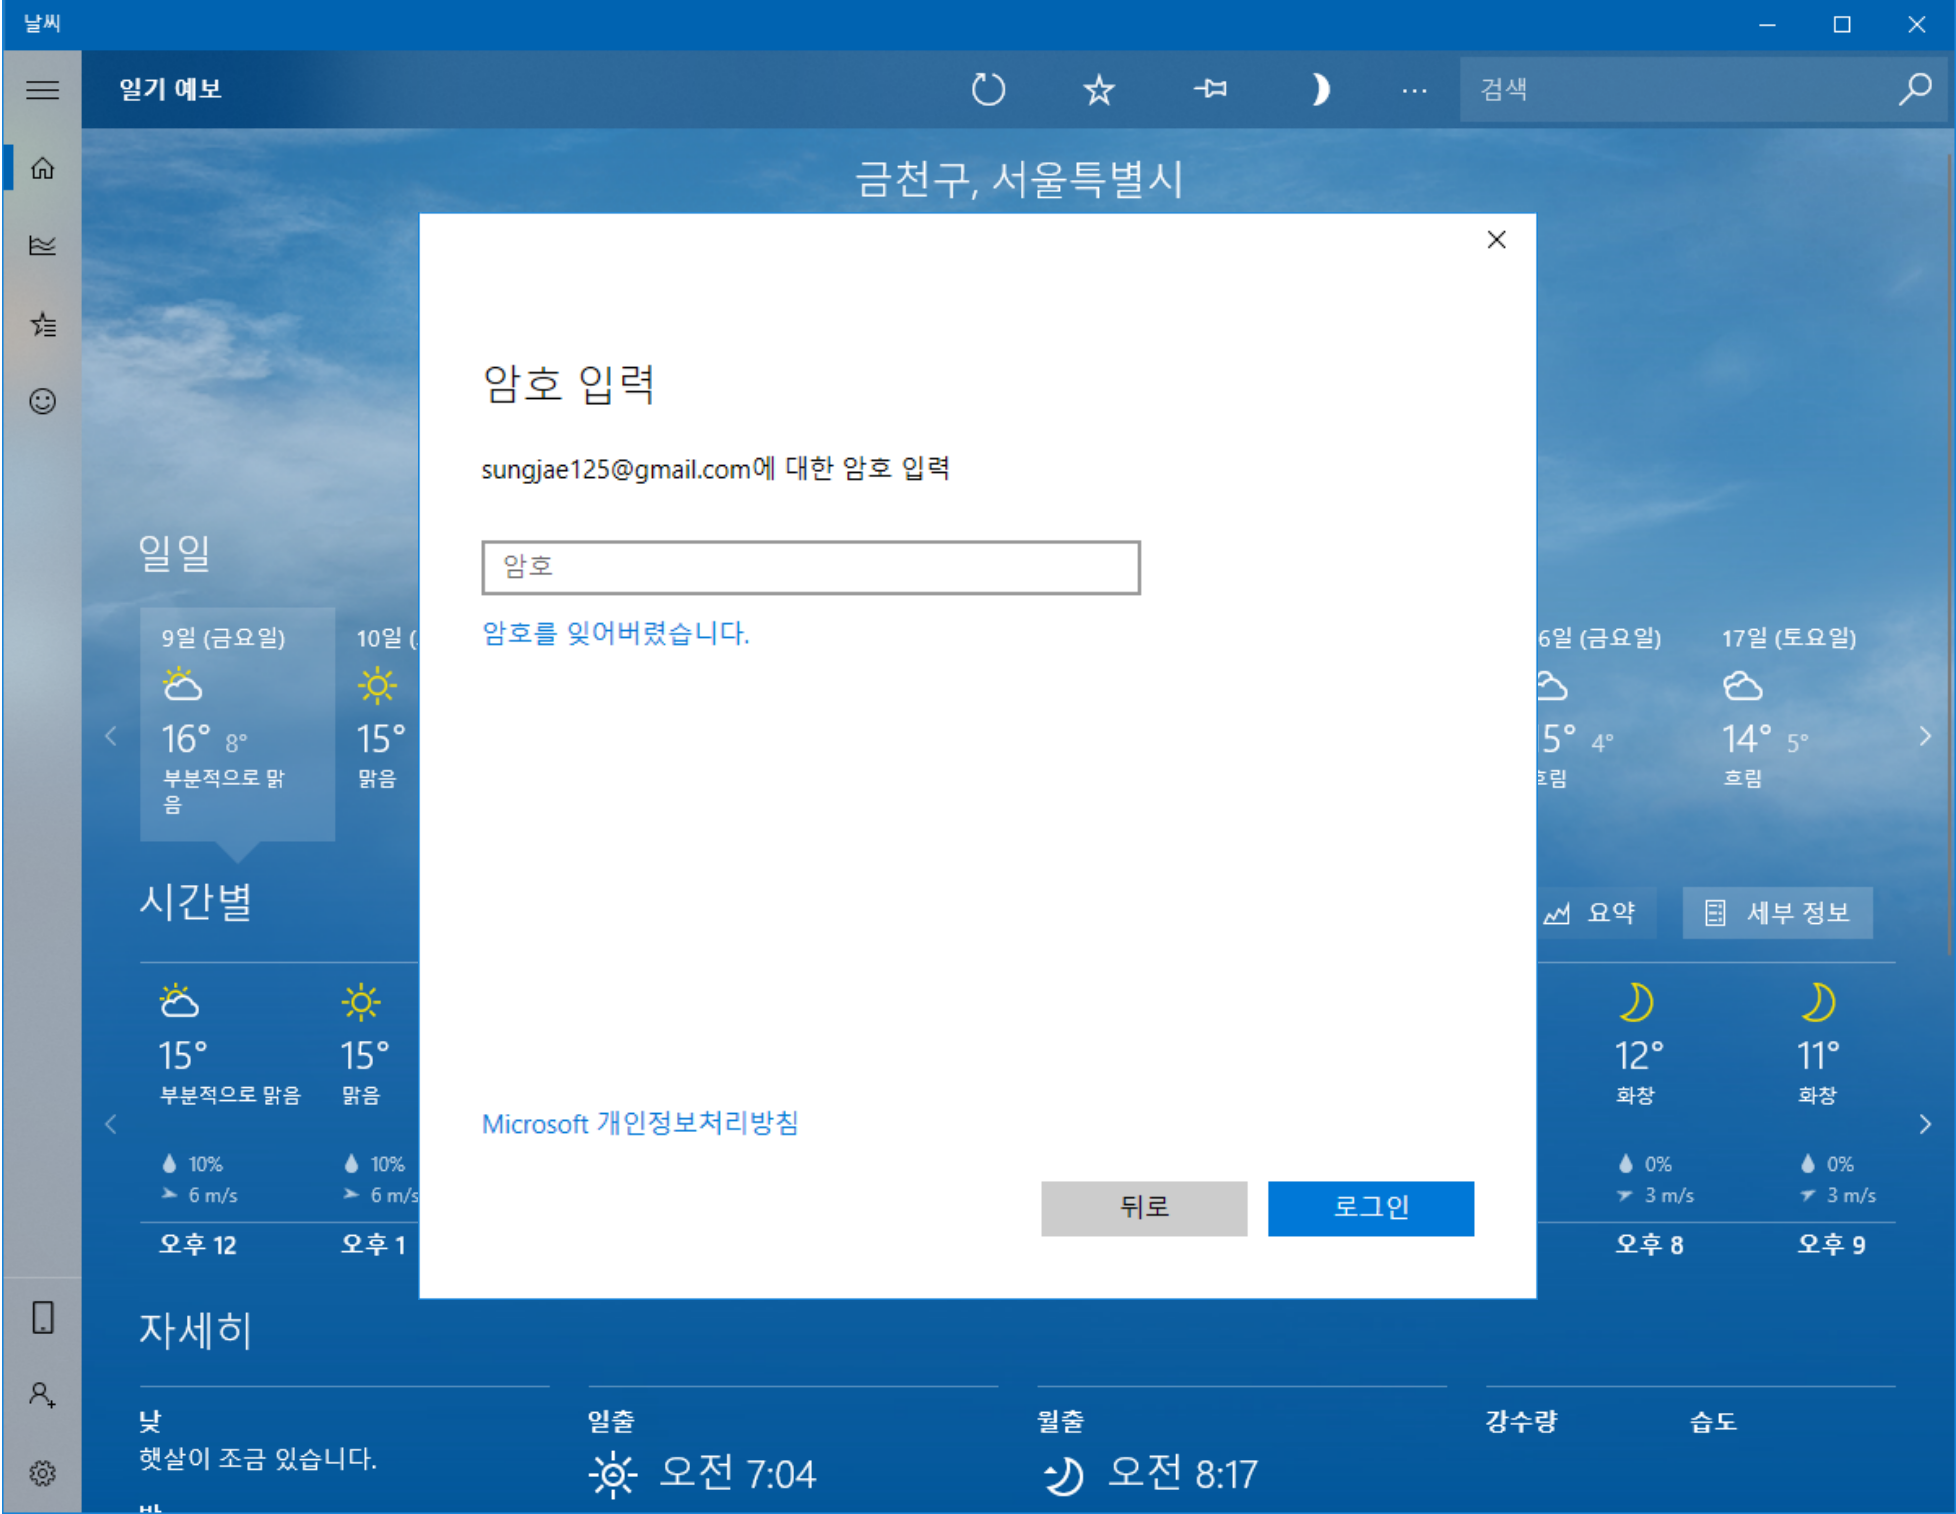 날씨
일기 예보
검색
금천구, 서울특별시
암호 입력
sungjae125@gmail.com에 대한 암호 입력
암호
암호를 잊어버렸습니다.
Microsoft 개인정보처리방침
뒤로 로그인
일일
9일 (금요일) 10일 ( 6일 (금요일) 17일 (토요일)
16° 8° 15° 5° 4° 14° 5°
부분적으로 맑 맑음 흐림 흐림
음
시간별
요약 세부 정보
15° 15° 12° 11°
부분적으로 맑음 맑음 화창 화창
10% 10% 0% 0%
6 m/s 6 m/s 3 m/s 3 m/s
오후 12 오후 1 오후 8 오후 9
자세히
낮 일출 월출 강수량 습도
햇살이 조금 있습니다.
오전 7:04 오전 8:17